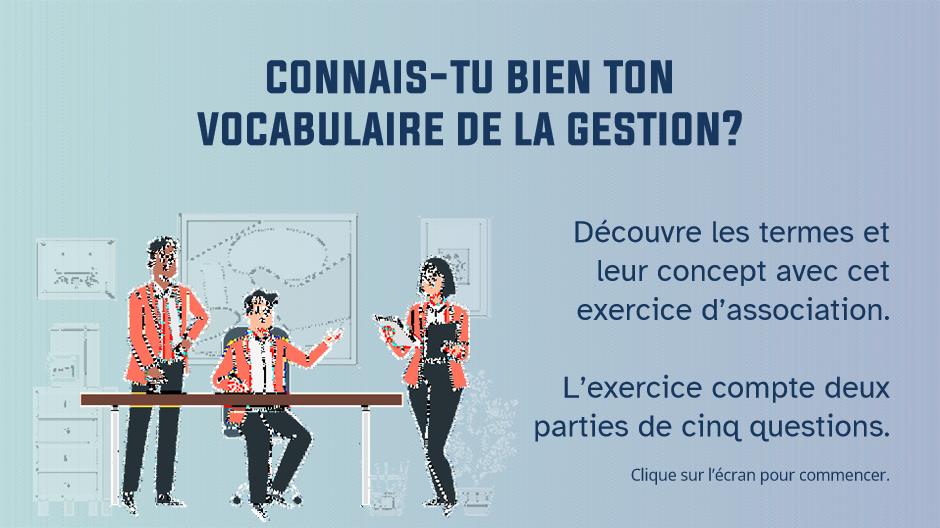 CONNAIS-TU BIEN TON
VOCABULAIRE DE LA GESTION?
Découvre les termes et
leur concept avec cet
exercice d’association.
L’exercice compte deux
parties de cinq questions.
Clique sur l’écran pour commencer.